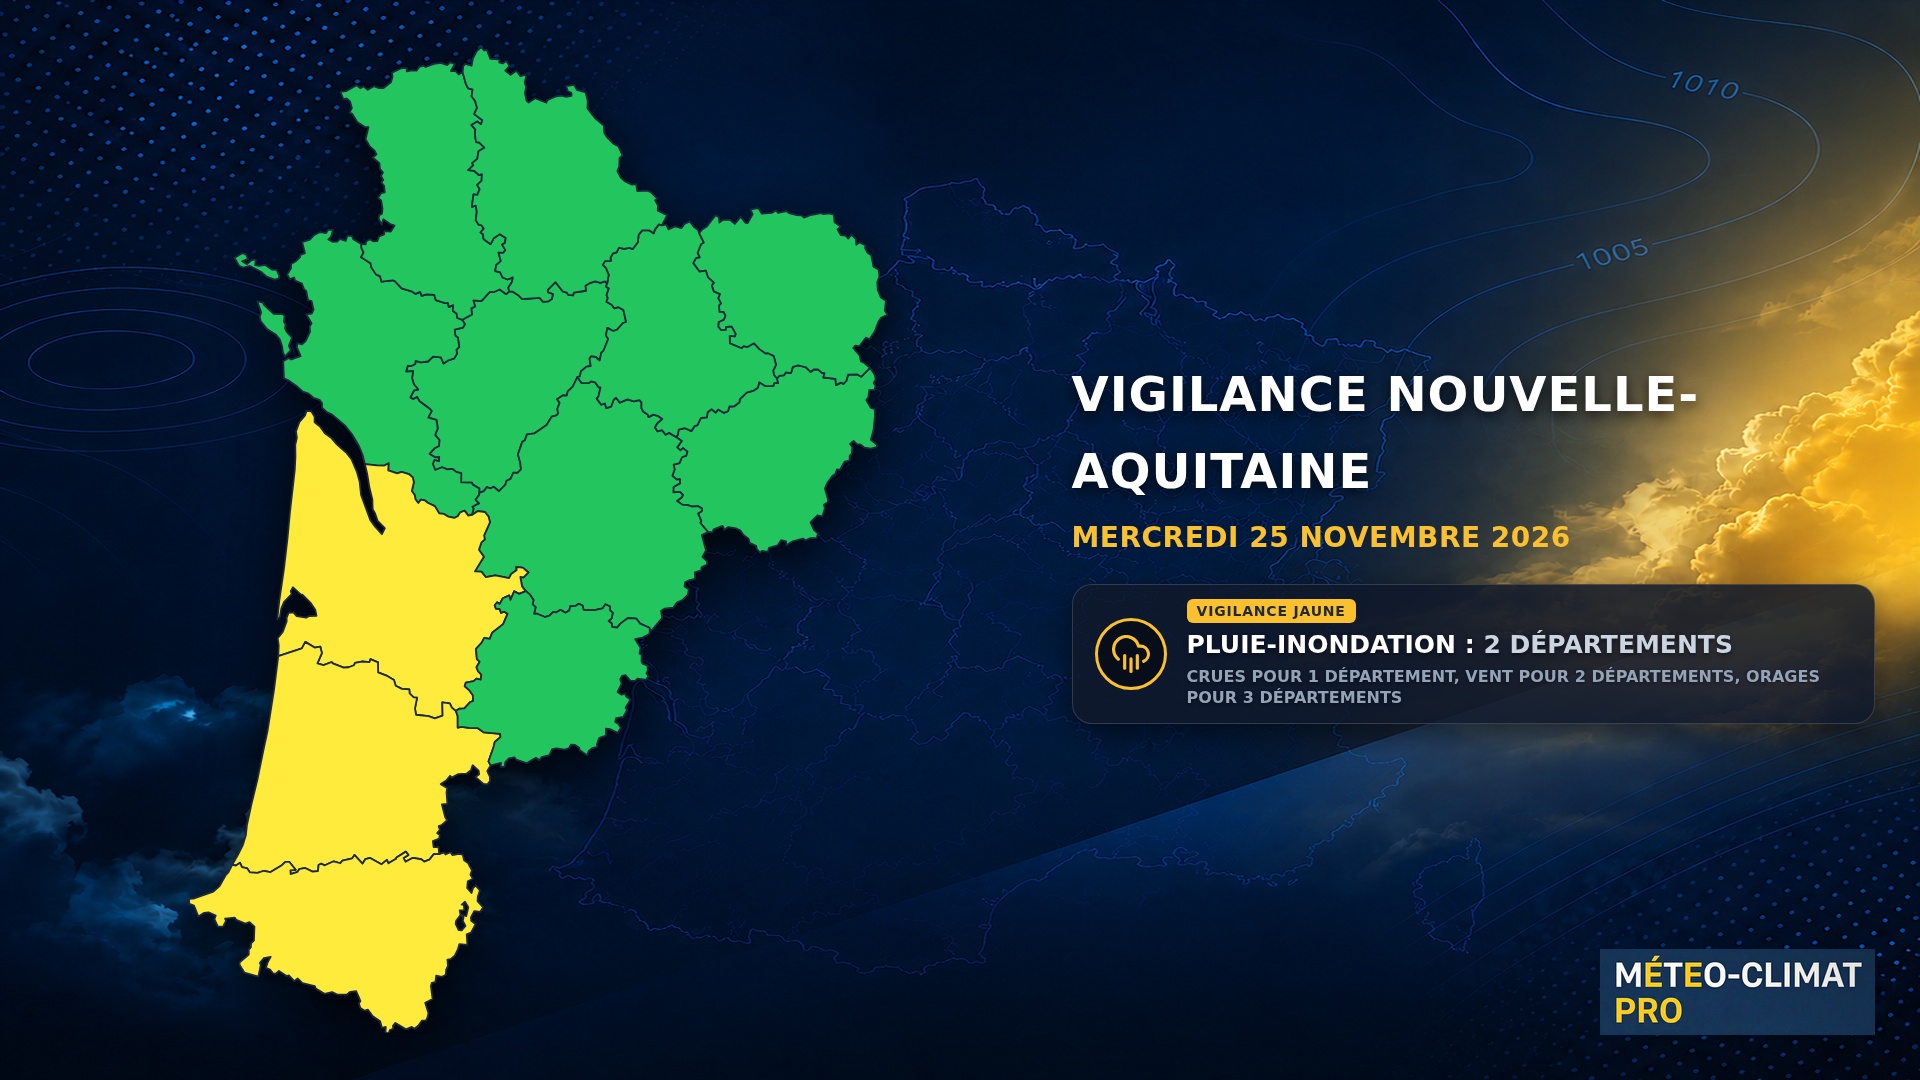 1010
1005
VIGILANCE NOUVELLE-
AQUITAINE
MERCREDI 25 NOVEMBRE 2026
VIGILANCE JAUNE
PLUIE-INONDATION : 2 DÉPARTEMENTS
CRUES POUR 1 DÉPARTEMENT, VENT POUR 2 DÉPARTEMENTS, ORAGES
POUR 3 DÉPARTEMENTS
MÉTEO-CLIMAT
PRO